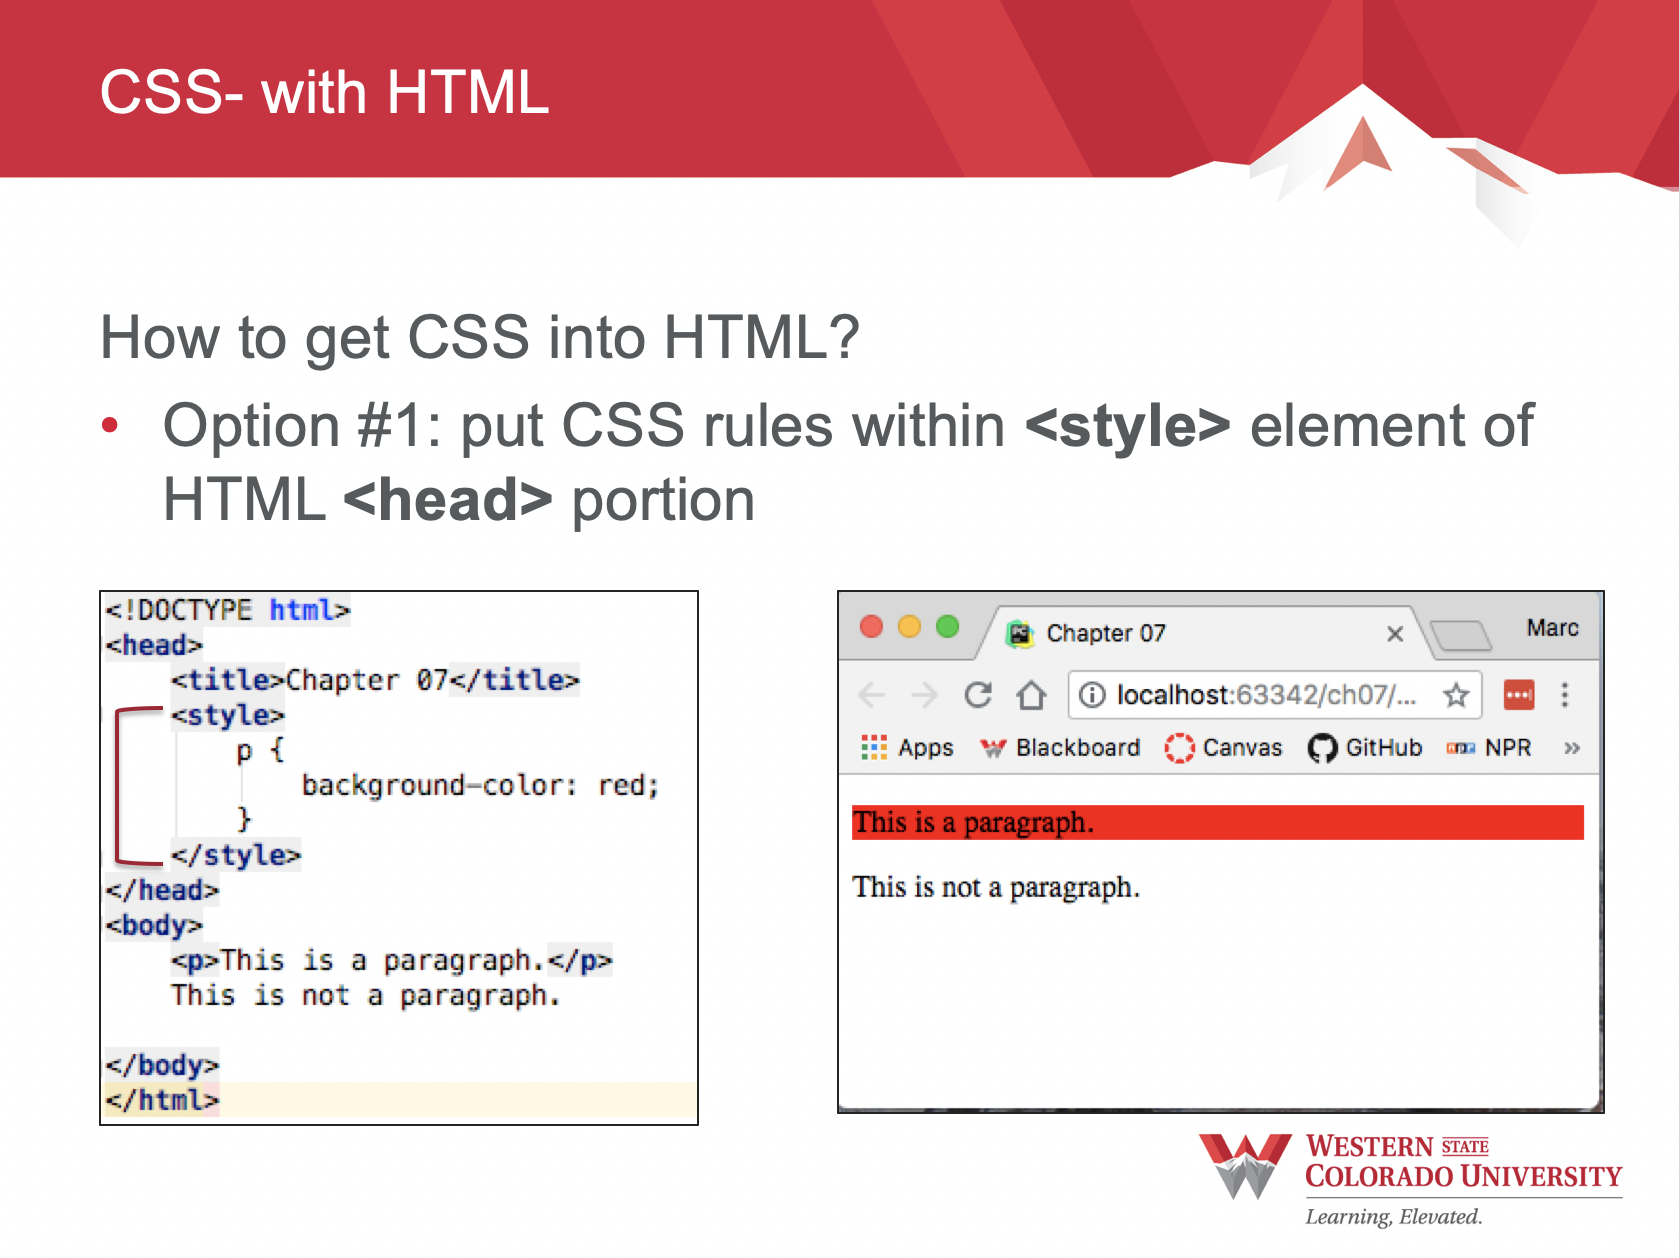 CSS- with HTML
How to get CSS into HTML?
• Option #1: put CSS rules within <style> element of
HTML <head> portion
<!DOCTYPE html>
<head>
    <title>Chapter 07</title>
    <style>
        p {
            background-color: red;
        }
    </style>
</head>
<body>
    <p>This is a paragraph.</p>
    This is not a paragraph.
</body>
</html>
Chapter 07
Marc
localhost:63342/ch07/...
Apps Blackboard Canvas GitHub npr NPR »
This is a paragraph.
This is not a paragraph.
WESTERN STATE
COLORADO UNIVERSITY
Learning, Elevated.